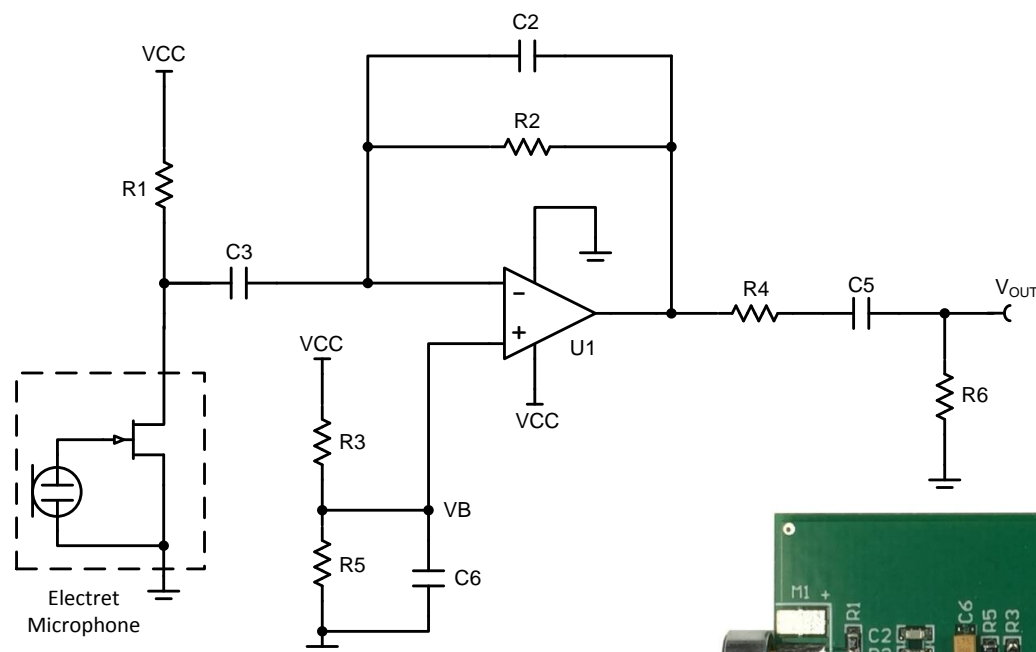 C2
VCC
R2
R1
C3
R4
C5
VOUT
−
+
U1
VCC
VCC
R3
R6
VB
R5
C6
Electret
Microphone
M1 +
R1
C2
C6
R5
R3